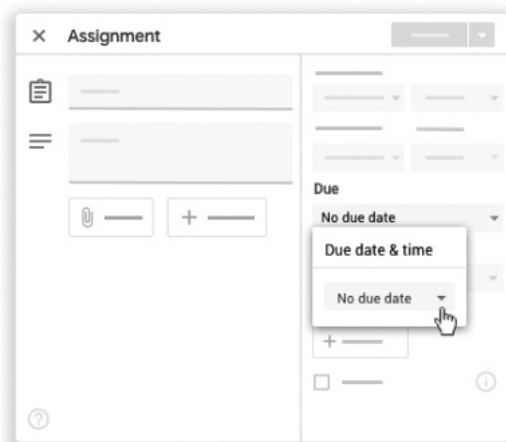 Assignment
Due
No due date
Due date & time
No due date